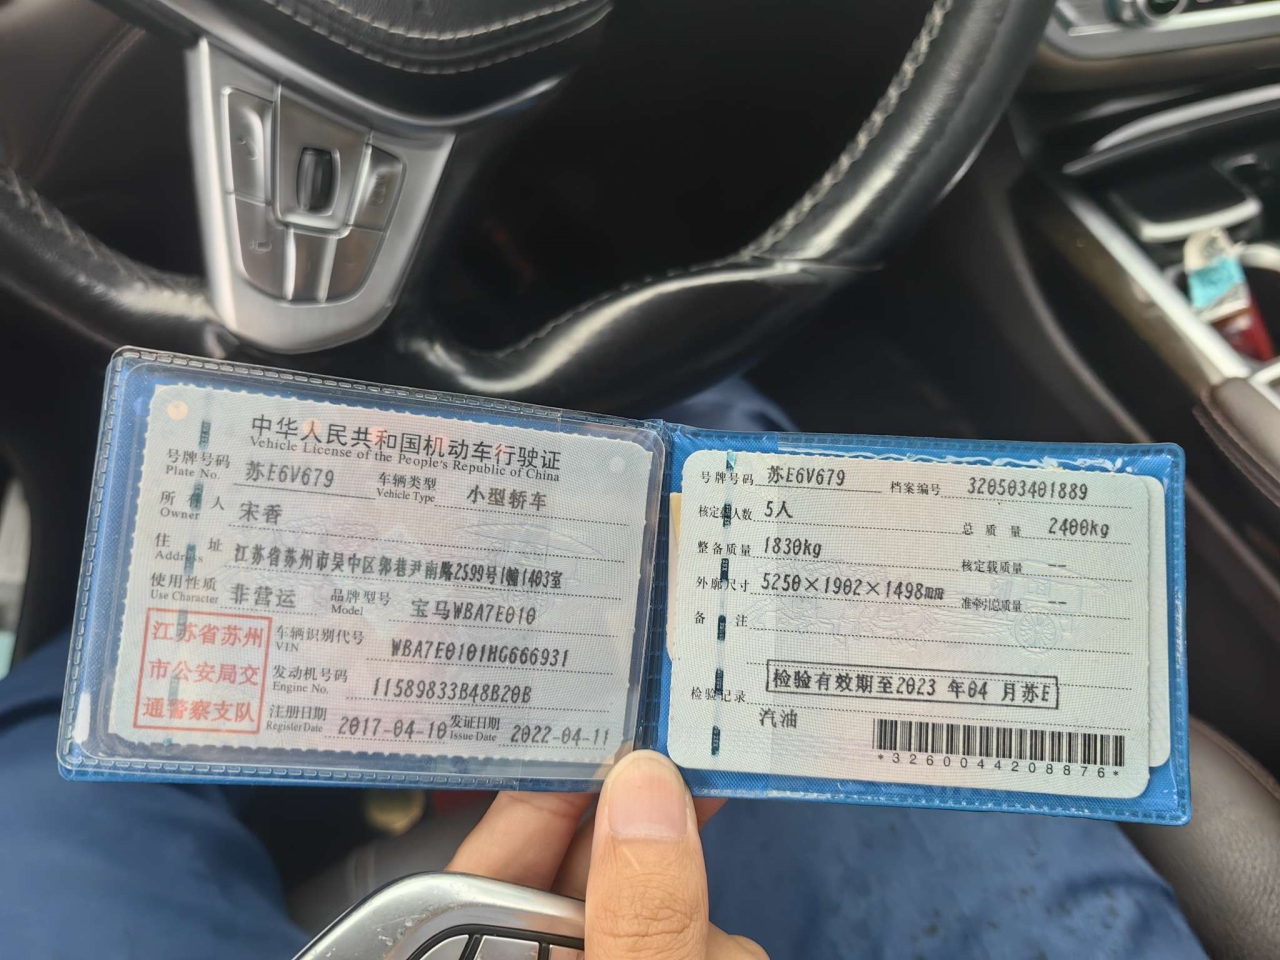 中华人民共和国机动车行驶证
Vehicle License of the People's Republic of China
号牌号码 苏E6V679 车辆类型 小型轿车
Plate No. Vehicle Type
所有人 宋香
Owner
住址 江苏省苏州市吴中区郭巷尹南路2599号1幢1403室
Address
使用性质 非营运 品牌型号 宝马WBA7E010
Use Character Model
江苏省苏州
市公安局交
通警察支队
车辆识别代号 WBA7E0101HG666931
VIN
发动机号码 11589833B48B20B
Engine No.
注册日期 2017-04-10 发证日期 2022-04-11
Register Date Issue Date
号牌号码 苏E6V679 档案编号 320503401889
核定载人数 5人 总质量 2400kg
整备质量 1830kg 核定载质量 --
外廓尺寸 5250×1902×1498mm 准牵引总质量 --
备注
检验有效期至2023年04月苏E
检验记录
汽油
*3260044208876*